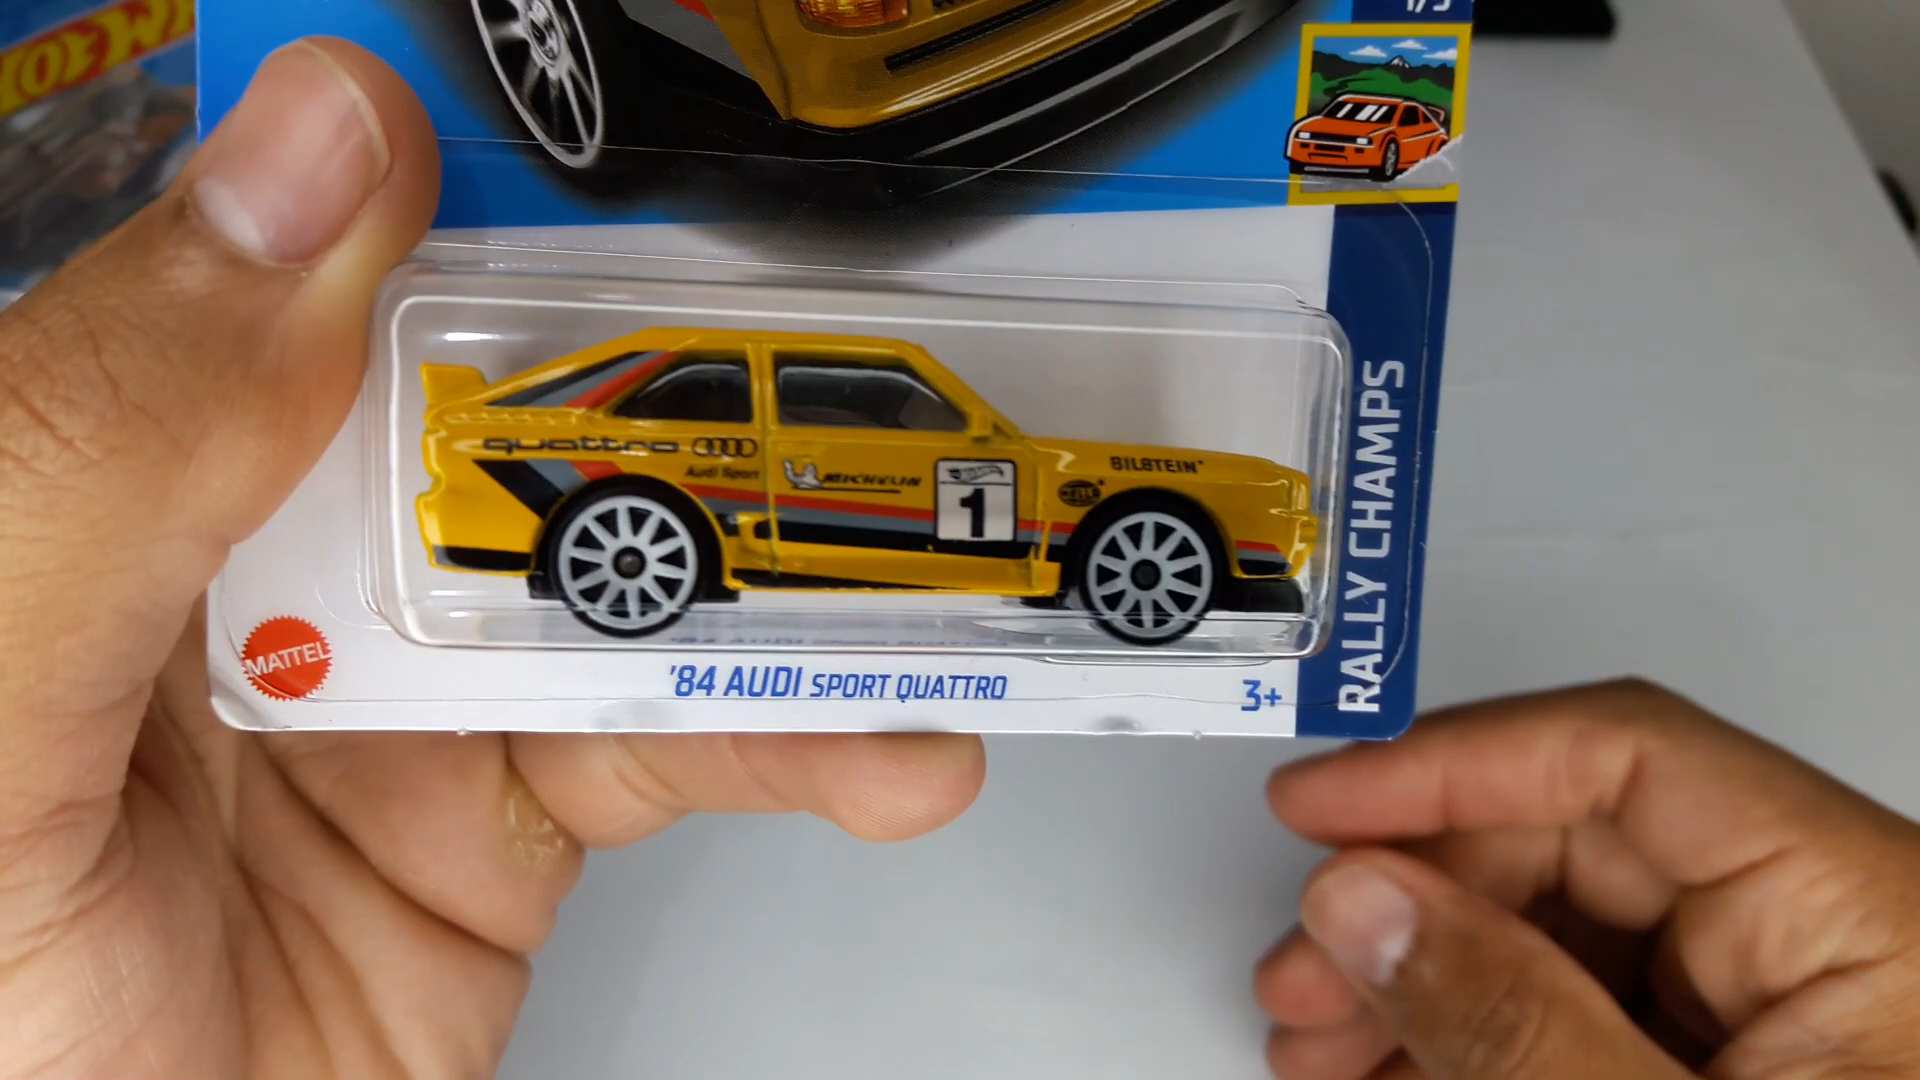 HOT WH
1/5
quattro
Audi Sport
MICHELIN
1
HELLA
BILSTEIN
RALLY CHAMPS
MATTEL
'84 AUDI SPORT QUATTRO
3+